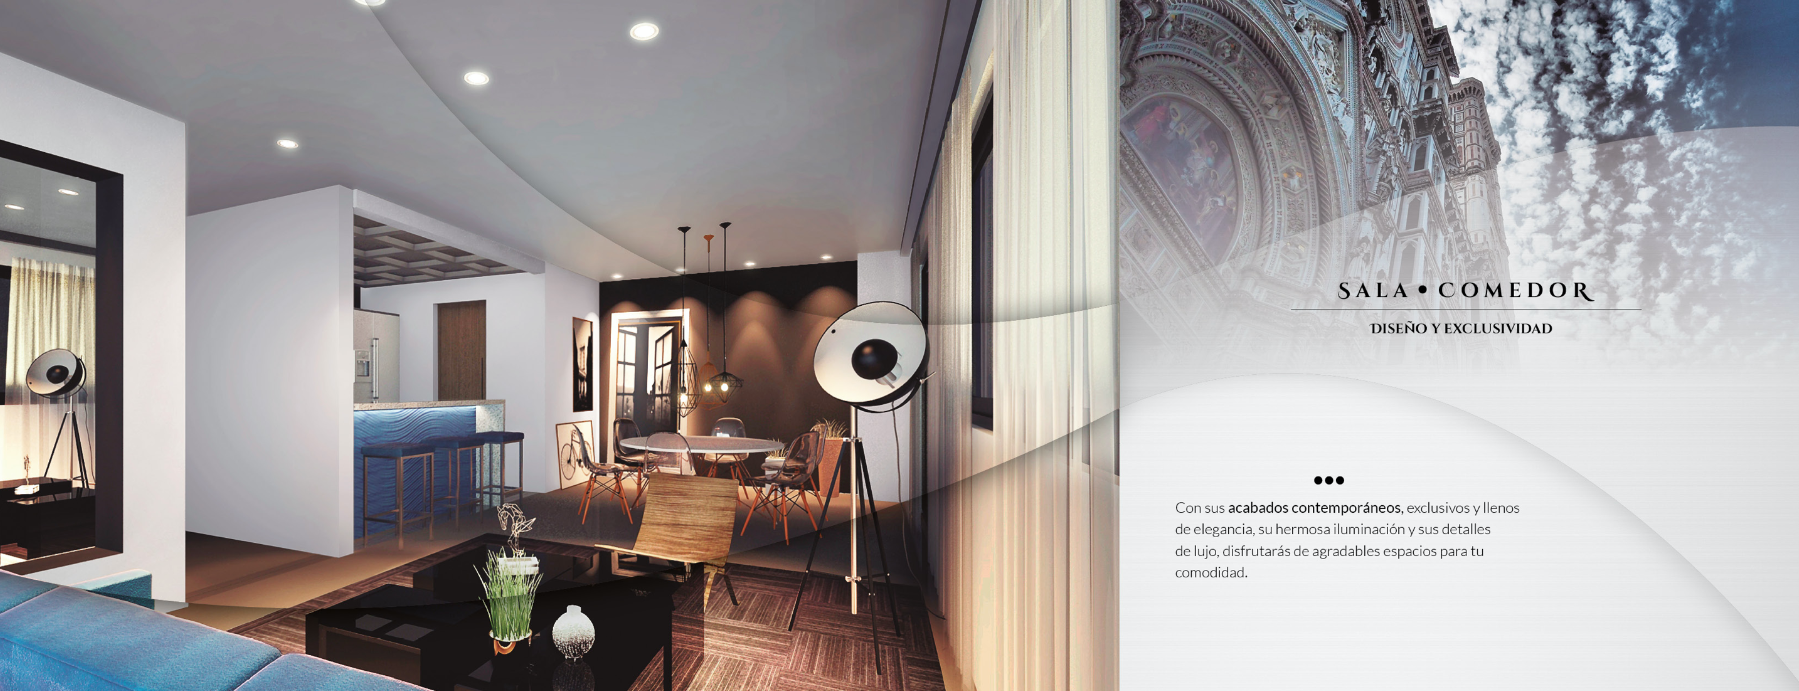 SALA • COMEDOR
DISEÑO Y EXCLUSIVIDAD
Con sus acabados contemporáneos, exclusivos y llenos
de elegancia, su hermosa iluminación y sus detalles
de lujo, disfrutarás de agradables espacios para tu
comodidad.